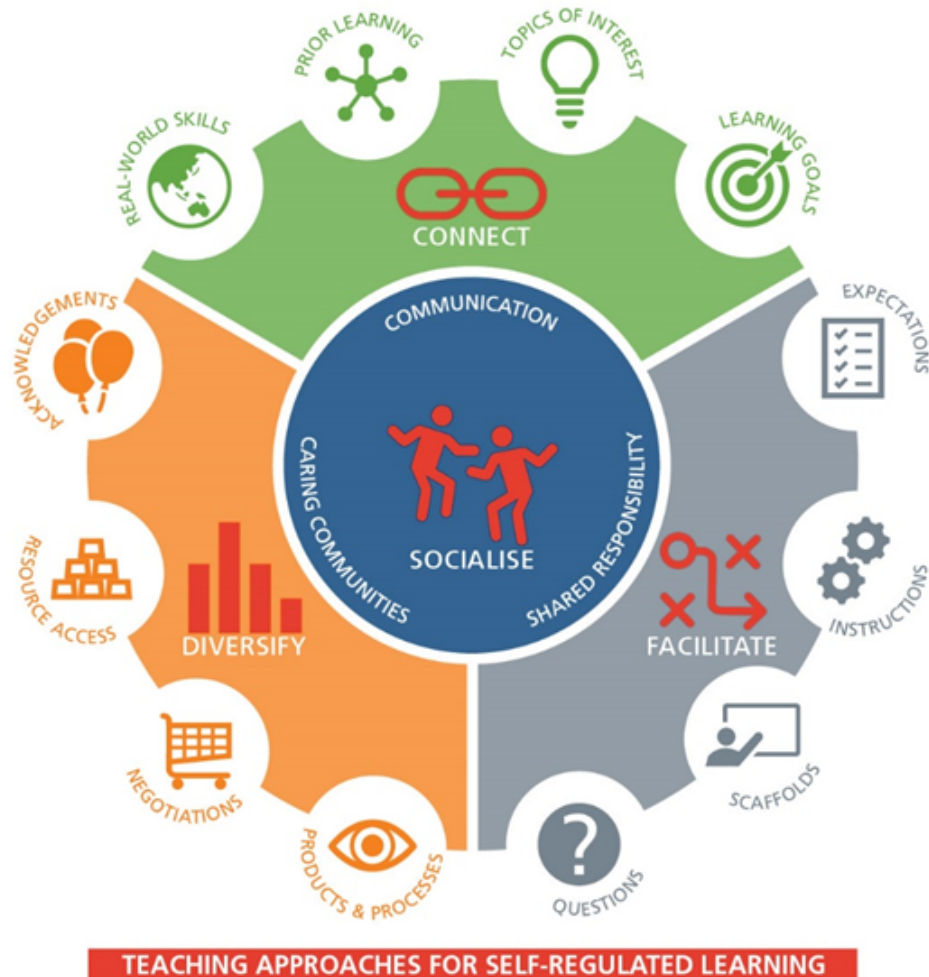 PRIOR LEARNING
TOPICS OF INTEREST
REAL-WORLD SKILLS
LEARNING GOALS
CONNECT
ACKNOWLEDGEMENTS
COMMUNICATION
EXPECTATIONS
CARING COMMUNITIES
SOCIALISE
SHARED RESPONSIBILITY
RESOURCE ACCESS
DIVERSIFY
FACILITATE
INSTRUCTIONS
NEGOTIATIONS
SCAFFOLDS
PRODUCTS & PROCESSES
?
QUESTIONS
TEACHING APPROACHES FOR SELF-REGULATED LEARNING